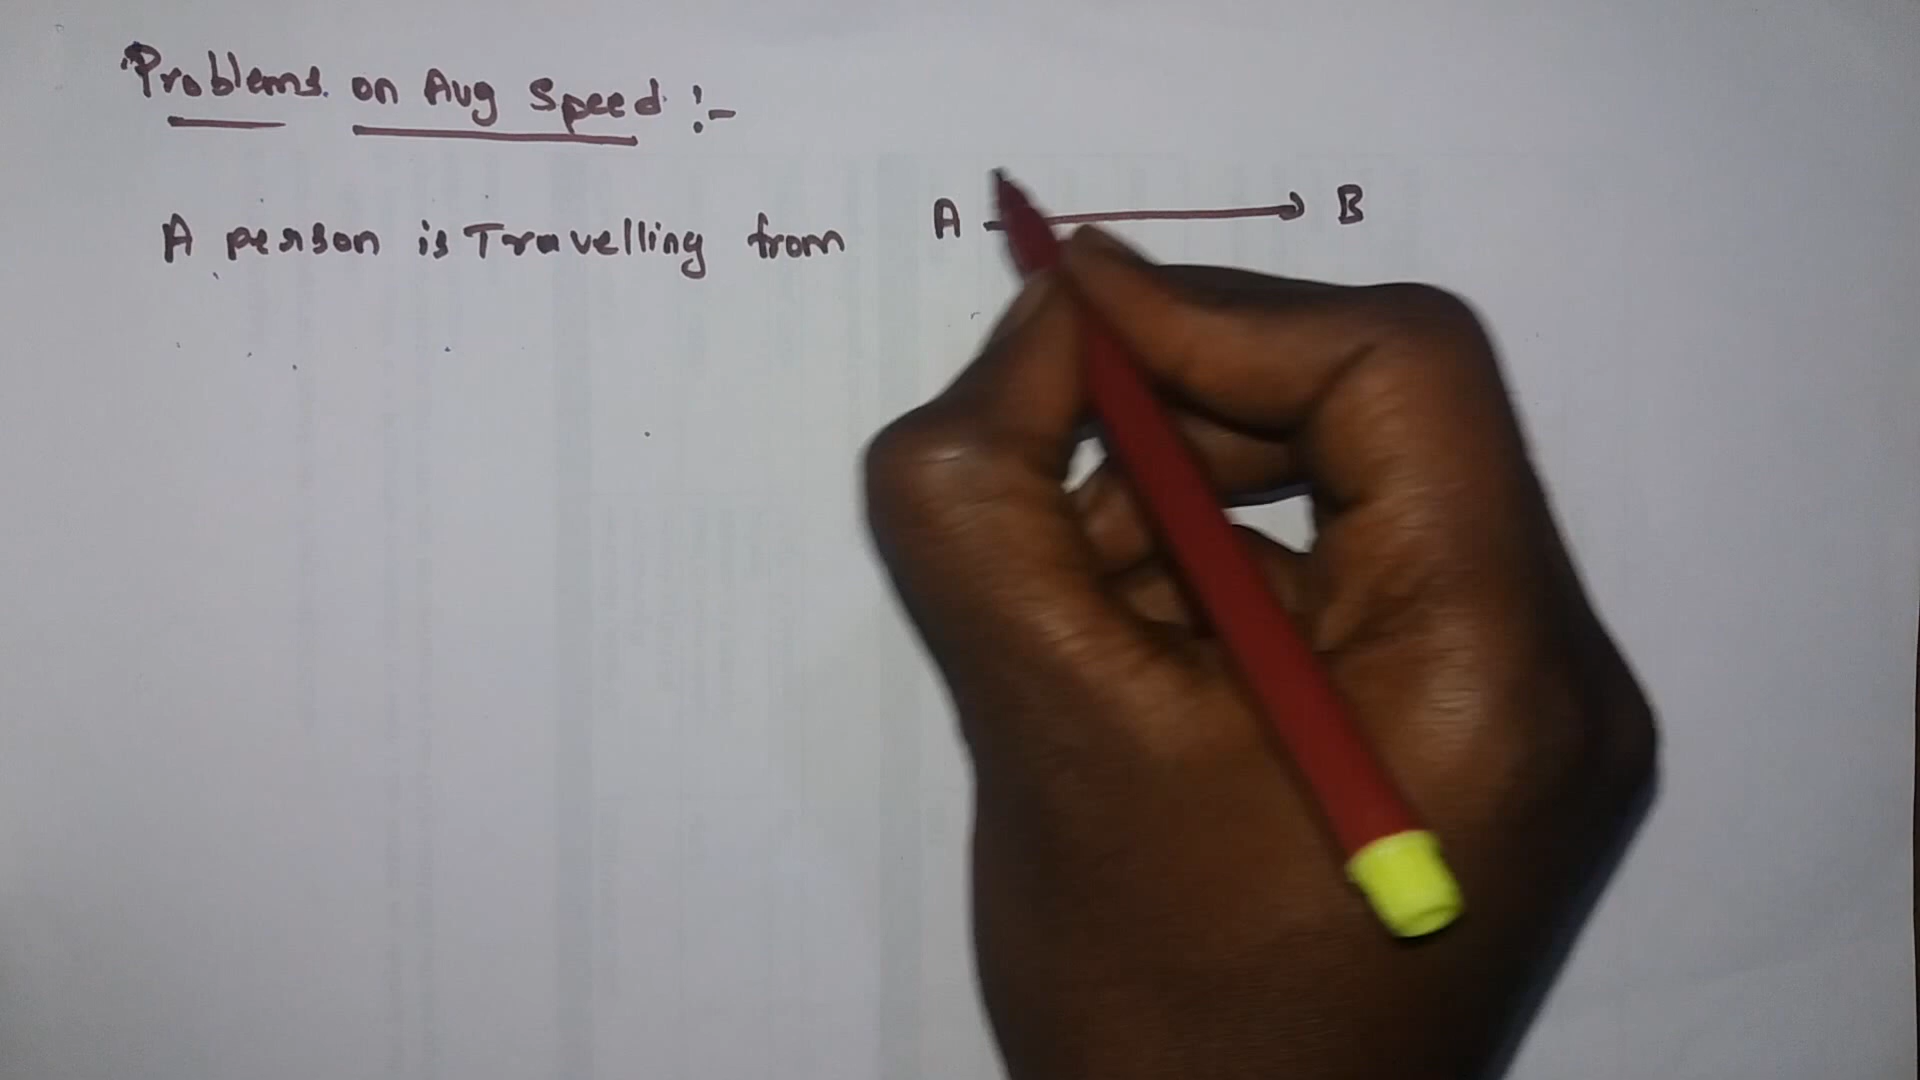 Problems on Avg Speed :-
A person is Travelling from A → B